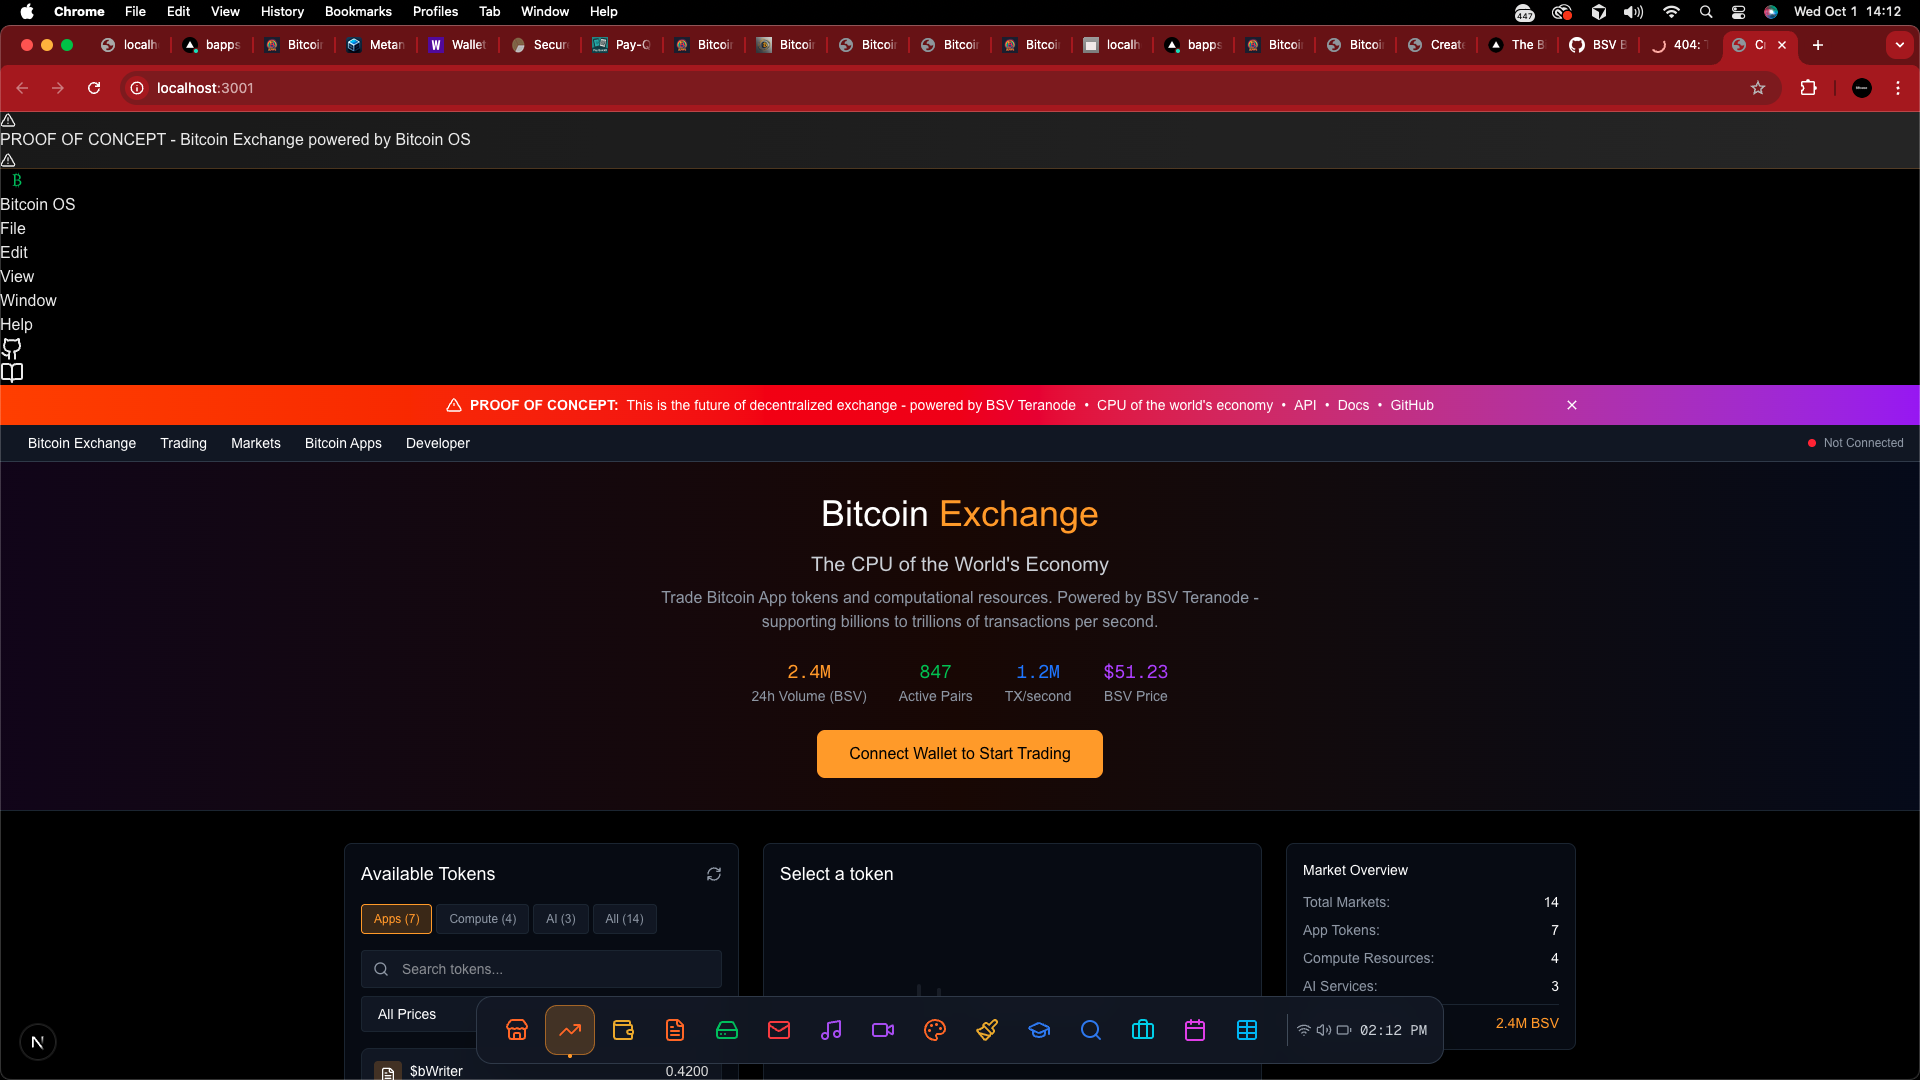 Chrome File Edit View History Bookmarks Profiles Tab Window Help 447 Wed Oct 1 14:12
localh bapps Bitcoin Metan Wallet Secure Pay-Q Bitcoi Bitcoin Bitcoin Bitcoin Bitcoi localh bapps Bitcoin Bitcoi Create The B BSV B 404: T Cr
localhost:3001
PROOF OF CONCEPT - Bitcoin Exchange powered by Bitcoin OS
Bitcoin OS
File
Edit
View
Window
Help
PROOF OF CONCEPT: This is the future of decentralized exchange - powered by BSV Teranode • CPU of the world's economy • API • Docs • GitHub
Bitcoin Exchange Trading Markets Bitcoin Apps Developer Not Connected
Bitcoin Exchange
The CPU of the World's Economy
Trade Bitcoin App tokens and computational resources. Powered by BSV Teranode -
supporting billions to trillions of transactions per second.
2.4M 847 1.2M $51.23
24h Volume (BSV) Active Pairs TX/second BSV Price
Connect Wallet to Start Trading
Available Tokens
Apps (7) Compute (4) AI (3) All (14)
Search tokens...
All Prices
$bWriter 0.4200
Select a token
Market Overview
Total Markets: 14
App Tokens: 7
Compute Resources: 4
AI Services: 3
2.4M BSV
02:12 PM
N